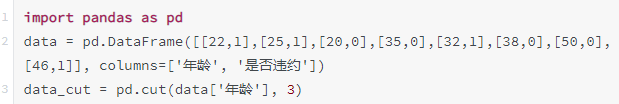 1 import pandas as pd
2 data = pd.DataFrame([[22,1],[25,1],[20,0],[35,0],[32,1],[38,0],[50,0],
[46,1]], columns=['年龄', '是否违约'])
3 data_cut = pd.cut(data['年龄'], 3)